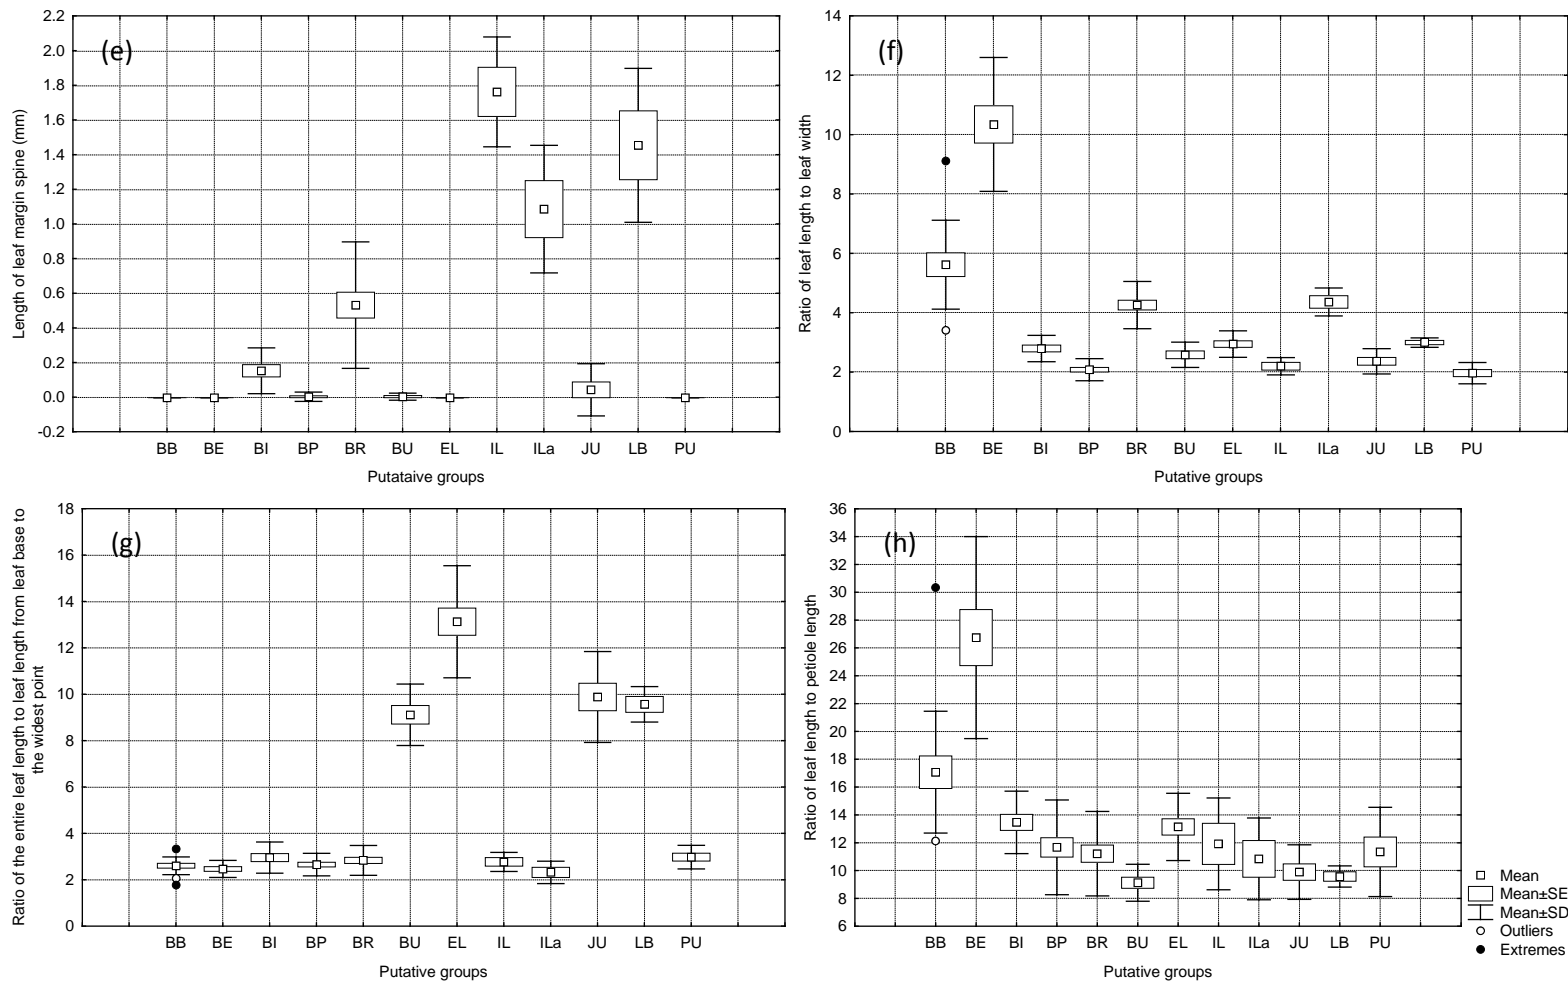 (e)
Length of leaf margin spine (mm)
2.2
2.0
1.8
1.6
1.4
1.2
1.0
0.8
0.6
0.4
0.2
0.0
-0.2
BB BE BI BP BR BU EL IL ILa JU LB PU
Putataive groups
(f)
Ratio of leaf length to leaf width
14
12
10
8
6
4
2
0
BB BE BI BP BR BU EL IL ILa JU LB PU
Putative groups
(g)
Ratio of the entire leaf length to leaf length from leaf base to
the widest point
18
16
14
12
10
8
6
4
2
0
BB BE BI BP BR BU EL IL ILa JU LB PU
Putative groups
(h)
Ratio of leaf length to petiole length
36
34
32
30
28
26
24
22
20
18
16
14
12
10
8
6
BB BE BI BP BR BU EL IL ILa JU LB PU
Putative groups
Mean
Mean±SE
Mean±SD
Outliers
Extremes